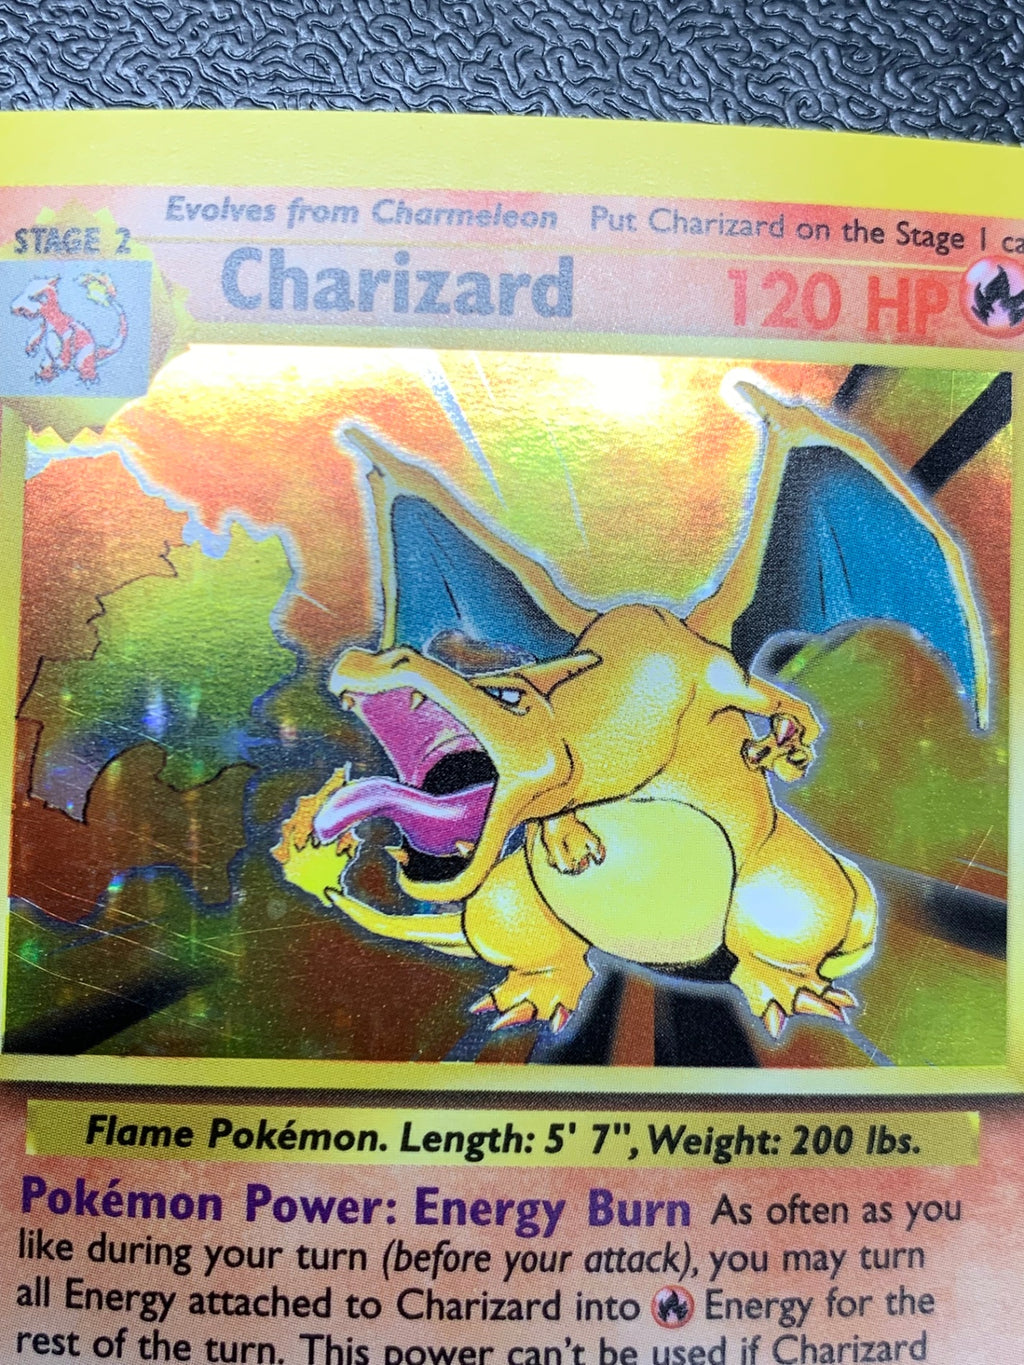 Evolves from Charmeleon Put Charizard on the Stage 1
STAGE 2
Charizard 120 HP
Flame Pokémon. Length: 5' 7", Weight: 200 lbs.
Pokémon Power: Energy Burn As often as you
like during your turn (before your attack), you may turn
all Energy attached to Charizard into Energy for the
rest of the turn. This power can't be used if Charizard